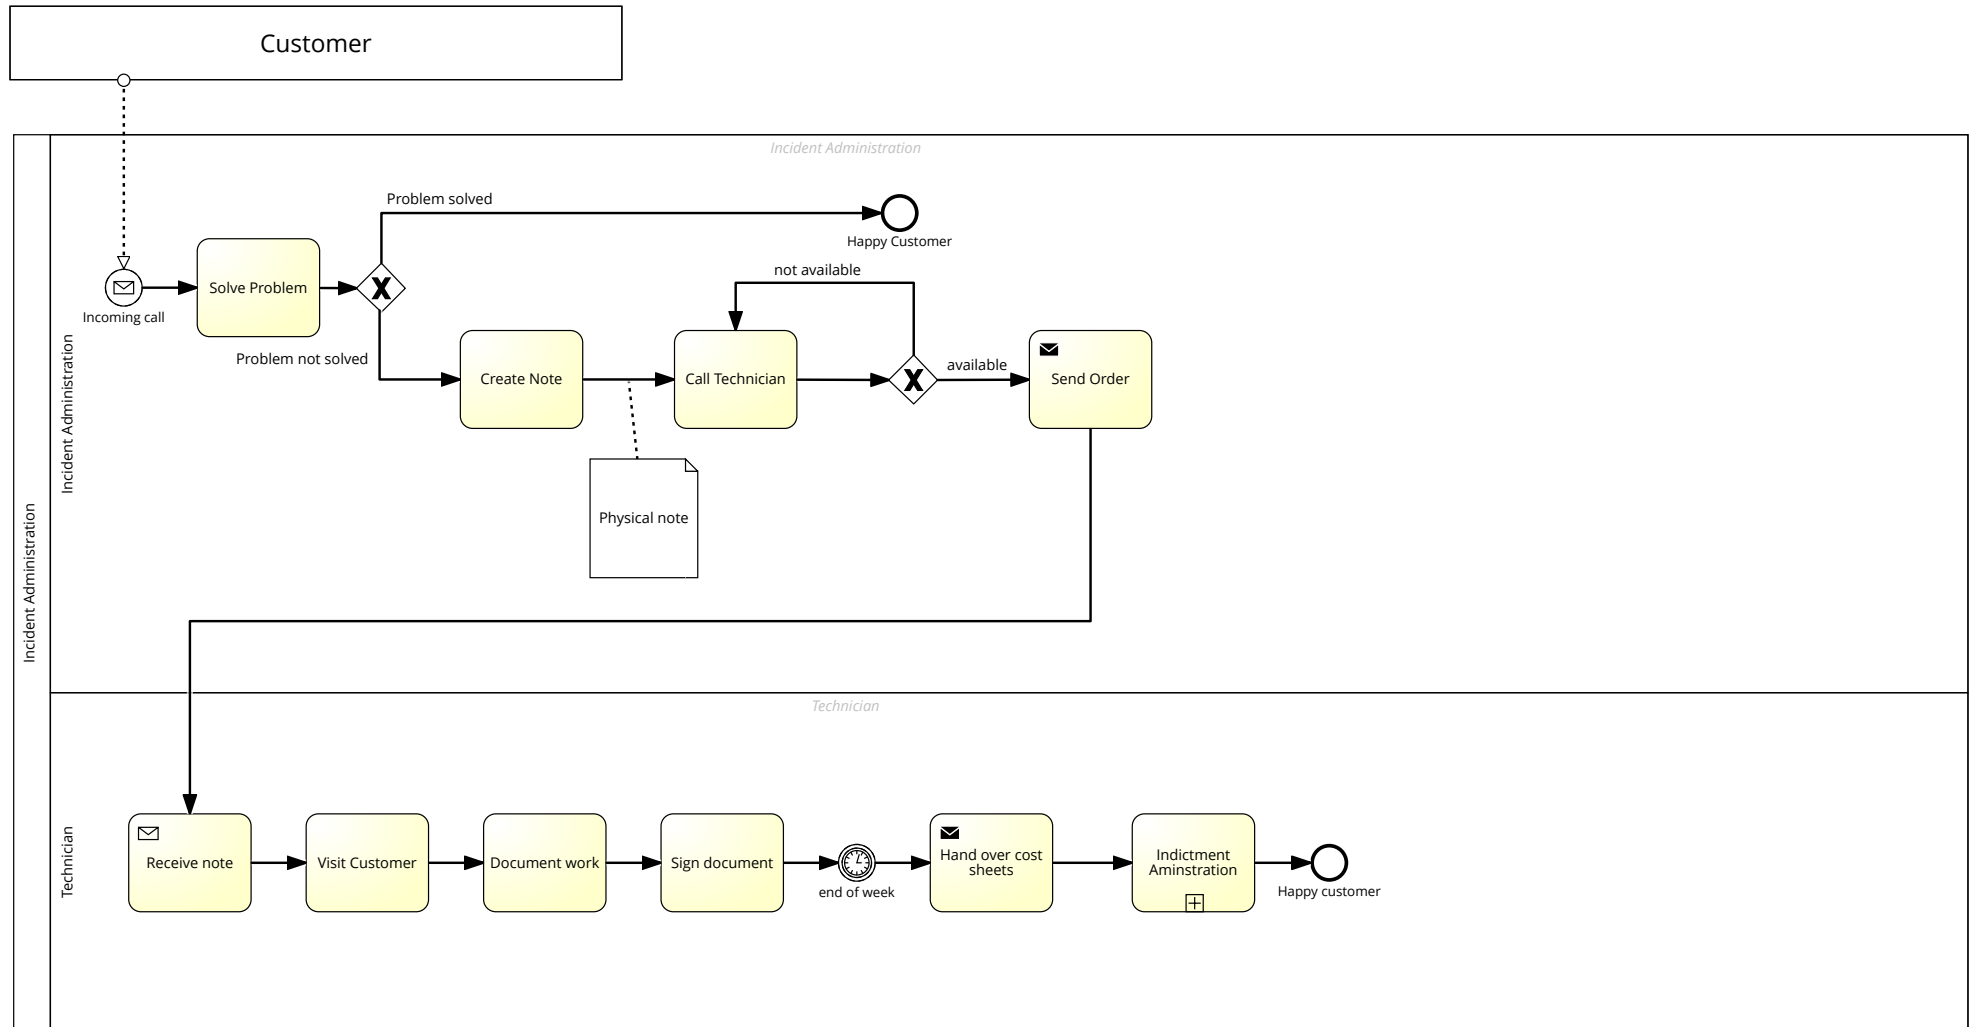 Customer
Incident Administration
Incident Administration
Incident Administration
Problem solved
Happy Customer
not available
Incoming call
Solve Problem
Problem not solved
Create Note
Call Technician
available
Send Order
Physical note
Technician
Technician
Receive note
Visit Customer
Document work
Sign document
end of week
Hand over cost
sheets
Indictment
Aminstration
Happy customer